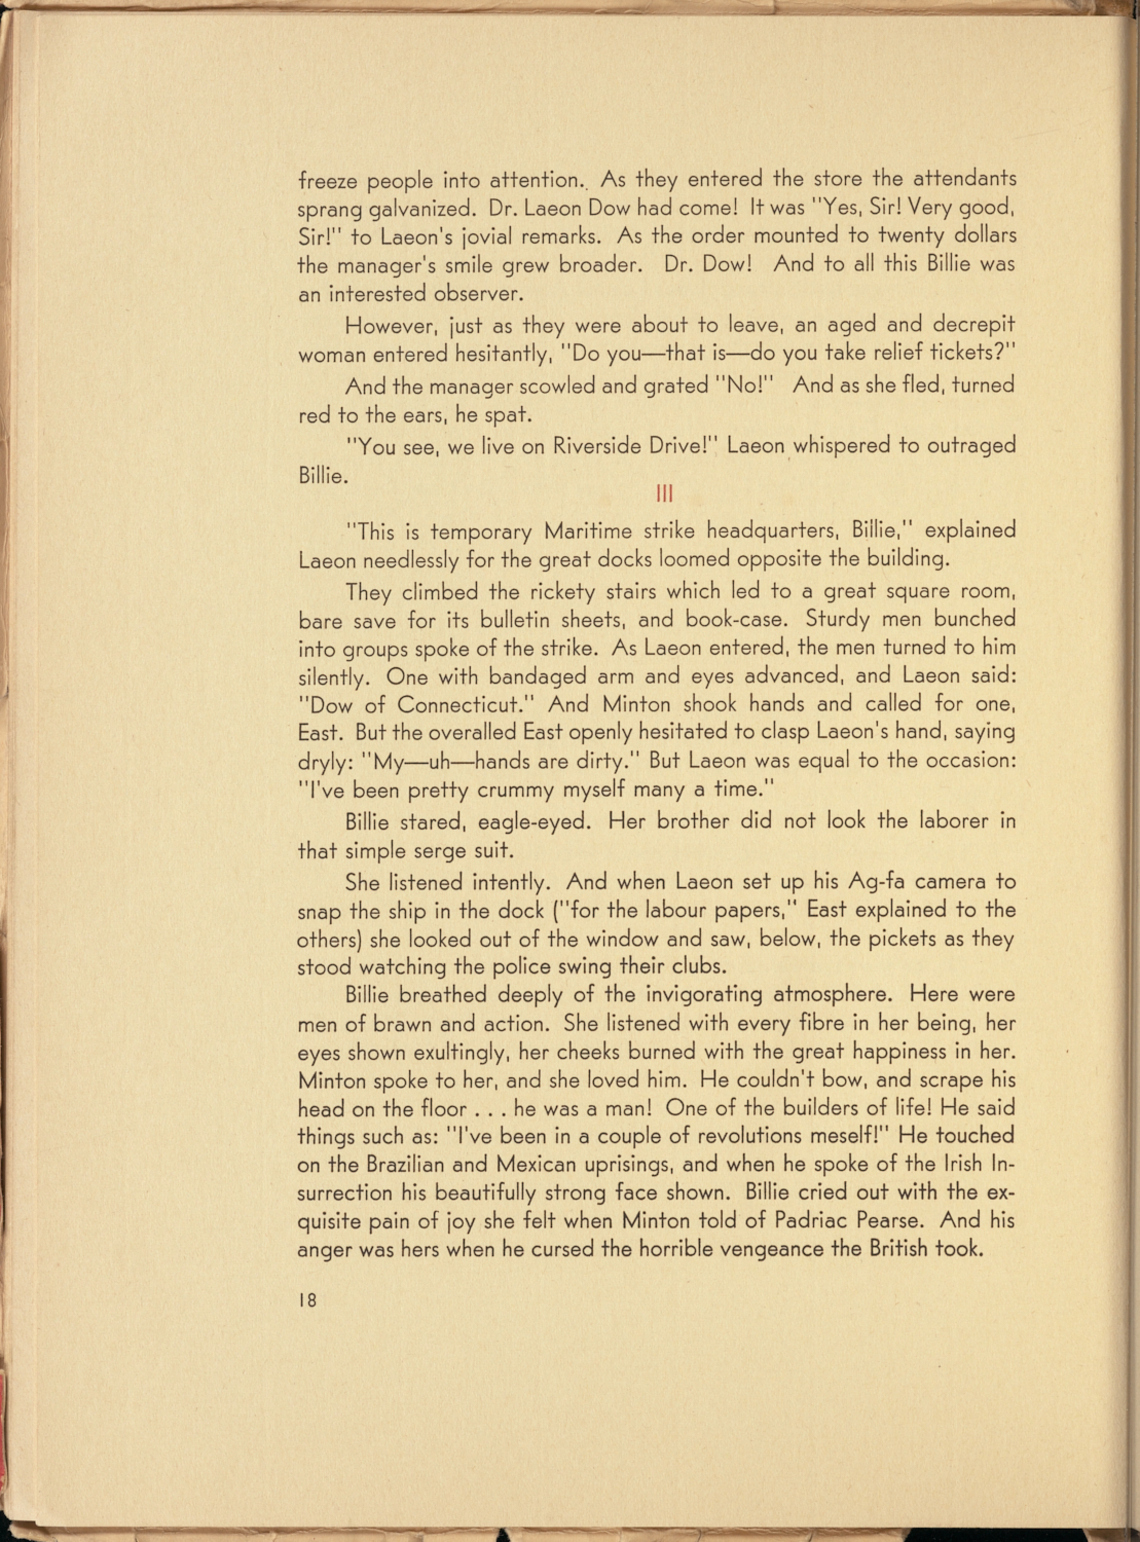 freeze people into attention. As they entered the store the attendants
sprang galvanized. Dr. Laeon Dow had come! It was "Yes, Sir! Very good,
Sir!" to Laeon's jovial remarks. As the order mounted to twenty dollars
the manager's smile grew broader. Dr. Dow! And to all this Billie was
an interested observer.
However, just as they were about to leave, an aged and decrepit
woman entered hesitantly, "Do you—that is—do you take relief tickets?"
And the manager scowled and grated "No!" And as she fled, turned
red to the ears, he spat.
"You see, we live on Riverside Drive!" Laeon whispered to outraged
Billie.
III
"This is temporary Maritime strike headquarters, Billie," explained
Laeon needlessly for the great docks loomed opposite the building.
They climbed the rickety stairs which led to a great square room,
bare save for its bulletin sheets, and book-case. Sturdy men bunched
into groups spoke of the strike. As Laeon entered, the men turned to him
silently. One with bandaged arm and eyes advanced, and Laeon said:
"Dow of Connecticut." And Minton shook hands and called for one,
East. But the overalled East openly hesitated to clasp Laeon's hand, saying
dryly: "My—uh—hands are dirty." But Laeon was equal to the occasion:
"I've been pretty crummy myself many a time."
Billie stared, eagle-eyed. Her brother did not look the laborer in
that simple serge suit.
She listened intently. And when Laeon set up his Ag-fa camera to
snap the ship in the dock ("for the labour papers," East explained to the
others) she looked out of the window and saw, below, the pickets as they
stood watching the police swing their clubs.
Billie breathed deeply of the invigorating atmosphere. Here were
men of brawn and action. She listened with every fibre in her being, her
eyes shown exultingly, her cheeks burned with the great happiness in her.
Minton spoke to her, and she loved him. He couldn't bow, and scrape his
head on the floor . . . he was a man! One of the builders of life! He said
things such as: "I've been in a couple of revolutions meself!" He touched
on the Brazilian and Mexican uprisings, and when he spoke of the Irish In-
surrection his beautifully strong face shown. Billie cried out with the ex-
quisite pain of joy she felt when Minton told of Padriac Pearse. And his
anger was hers when he cursed the horrible vengeance the British took.
18